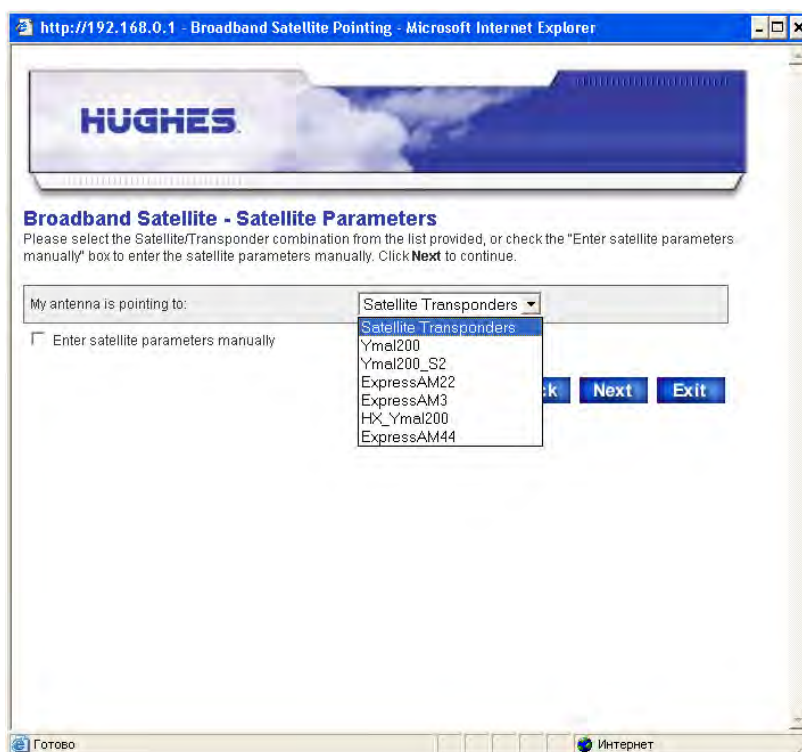 http://192.168.0.1 - Broadband Satellite Pointing - Microsoft Internet Explorer
HUGHES.
Broadband Satellite - Satellite Parameters
Please select the Satellite/Transponder combination from the list provided, or check the "Enter satellite parameters
manually" box to enter the satellite parameters manually. Click Next to continue.
My antenna is pointing to:
Satellite Transponders
Satellite Transponders
Enter satellite parameters manually
Ymal200
Ymal200_S2
ExpressAM22
ExpressAM3
HX_Ymal200
ExpressAM44
k
Next
Exit
Готово
Интернет